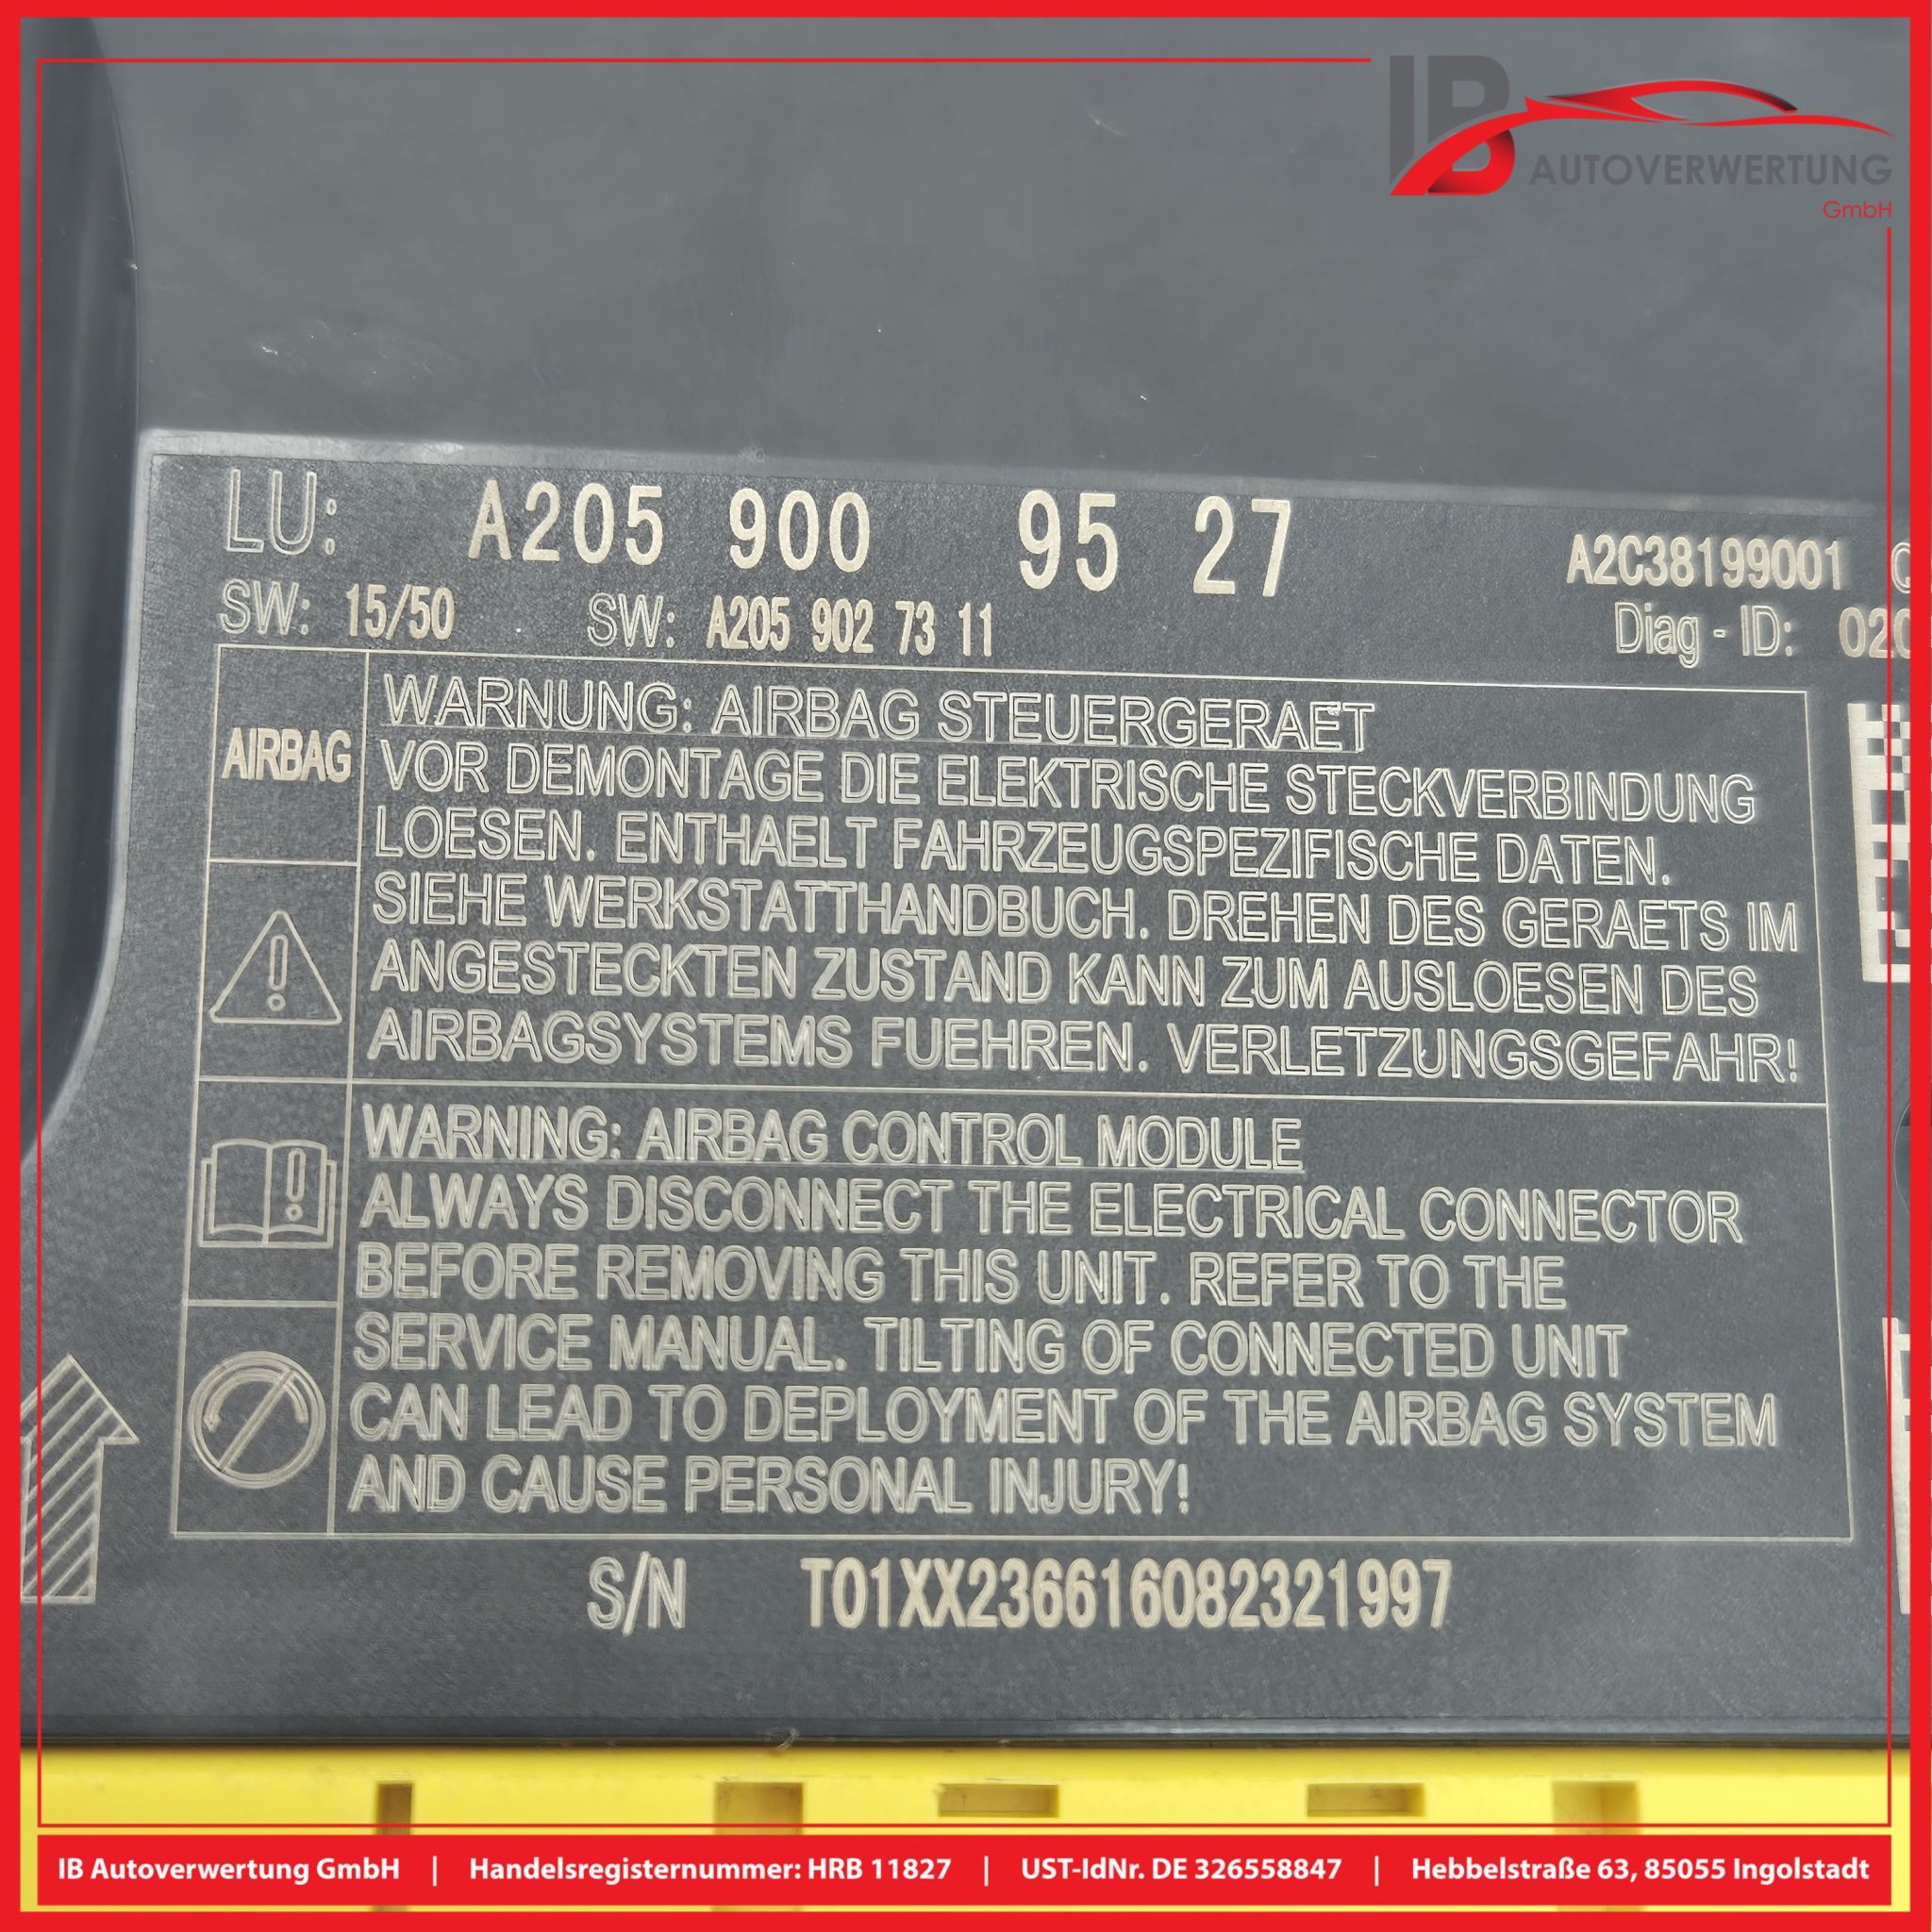 IB
AUTOVERWERTUNG
GmbH
LU: A205 900 95 27
A2C38199001
SW: 15/50 SW: A205 902 73 11
Diag - ID:
AIRBAG
WARNUNG: AIRBAG STEUERGERAET
VOR DEMONTAGE DIE ELEKTRISCHE STECKVERBINDUNG
LOESEN. ENTHAELT FAHRZEUGSPEZIFISCHE DATEN.
SIEHE WERKSTATTHANDBUCH. DREHEN DES GERAETS IM
ANGESTECKTEN ZUSTAND KANN ZUM AUSLOESEN DES
AIRBAGSYSTEMS FUEHREN. VERLETZUNGSGEFAHR!
WARNING: AIRBAG CONTROL MODULE
ALWAYS DISCONNECT THE ELECTRICAL CONNECTOR
BEFORE REMOVING THIS UNIT. REFER TO THE
SERVICE MANUAL. TILTING OF CONNECTED UNIT
CAN LEAD TO DEPLOYMENT OF THE AIRBAG SYSTEM
AND CAUSE PERSONAL INJURY!
S/N T01XX236616082321997
IB Autoverwertung GmbH | Handelsregisternummer: HRB 11827 | UST-IdNr. DE 326558847 | Hebbelstraße 63, 85055 Ingolstadt